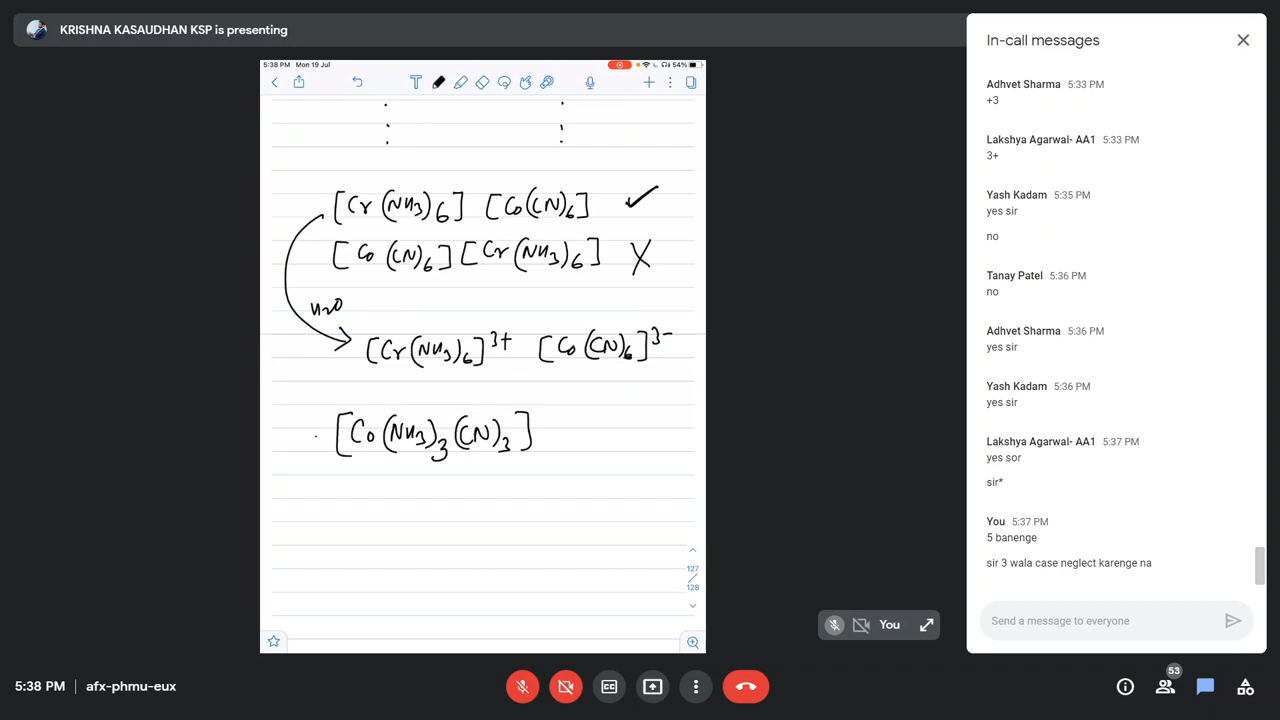 KRISHNA KASAUDHAN KSP is presenting
5:38 PM Mon 19 Jul
54%
T
[Cr(NH3)6] [Co(CN)6] ✓
[Co(CN)6] [Cr(NH3)6] X
H2O
[Cr(NH3)6]3+ [Co(CN)6]3-
[Co(NH3)3(CN)3]
127
128
You
5:38 PM | afx-phmu-eux
In-call messages
Adhvet Sharma 5:33 PM
+3
Lakshya Agarwal- AA1 5:33 PM
3+
Yash Kadam 5:35 PM
yes sir
no
Tanay Patel 5:36 PM
no
Adhvet Sharma 5:36 PM
yes sir
Yash Kadam 5:36 PM
yes sir
Lakshya Agarwal- AA1 5:37 PM
yes sor
sir*
You 5:37 PM
5 banenge
sir 3 wala case neglect karenge na
Send a message to everyone
53